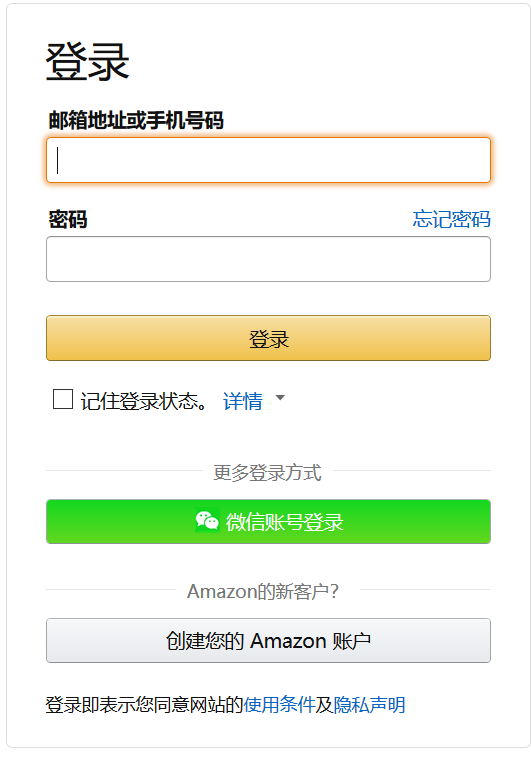 登录
邮箱地址或手机号码
密码 忘记密码
登录
记住登录状态。 详情
更多登录方式
微信账号登录
Amazon的新客户?
创建您的 Amazon 账户
登录即表示您同意网站的使用条件及隐私声明